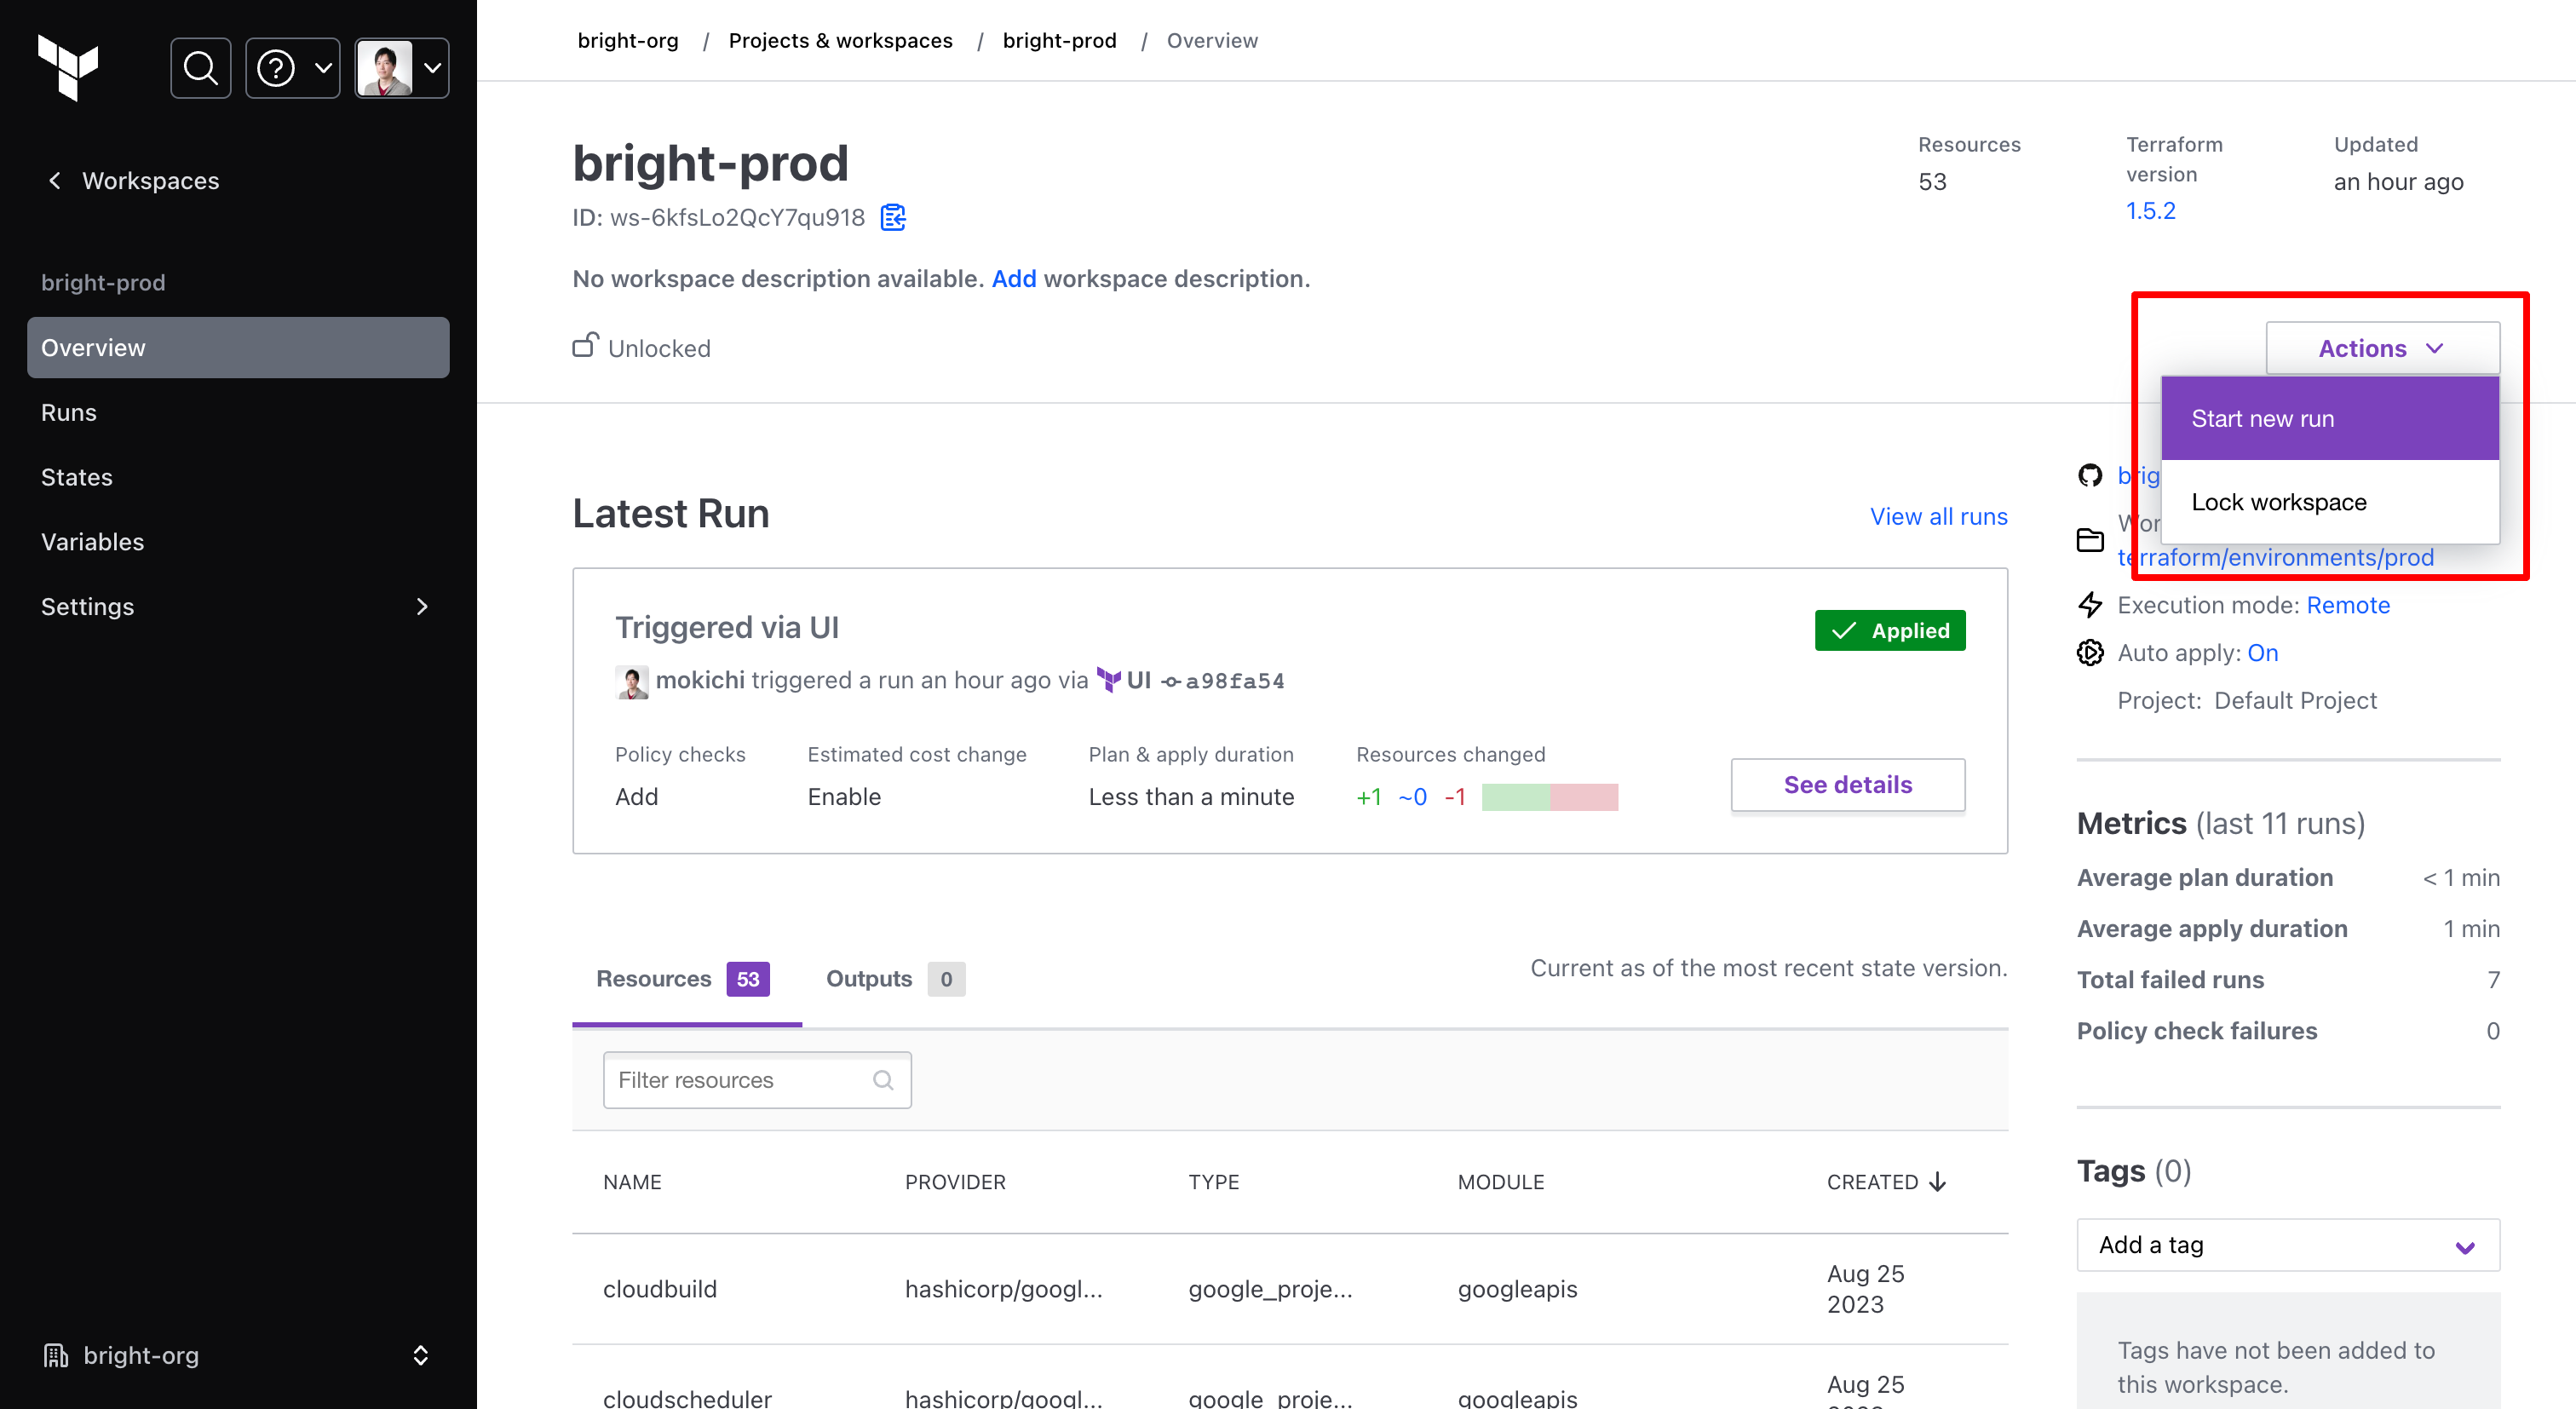 Workspaces
bright-prod
Overview
Runs
States
Variables
Settings
bright-org
bright-org / Projects & workspaces / bright-prod / Overview
bright-prod
ID: ws-6kfsLo2QcY7qu918
No workspace description available. Add workspace description.
Unlocked
Resources
53
Terraform
version
1.5.2
Updated
an hour ago
Actions
Start new run
Lock workspace
Latest Run
View all runs
Triggered via UI
Applied
mokichi triggered a run an hour ago via UI a98fa54
Policy checks
Add
Estimated cost change
Enable
Plan & apply duration
Less than a minute
Resources changed
+1 ~0 -1
See details
Resources 53
Outputs 0
Current as of the most recent state version.
Filter resources
NAME PROVIDER TYPE MODULE CREATED
cloudbuild hashicorp/googl... google_proje... googleapis Aug 25
2023
cloudscheduler hashicorp/googl... google_proje... googleapis Aug 25
brig
Wor
terraform/environments/prod
Execution mode: Remote
Auto apply: On
Project: Default Project
Metrics (last 11 runs)
Average plan duration < 1 min
Average apply duration 1 min
Total failed runs 7
Policy check failures 0
Tags (0)
Add a tag
Tags have not been added to
this workspace.